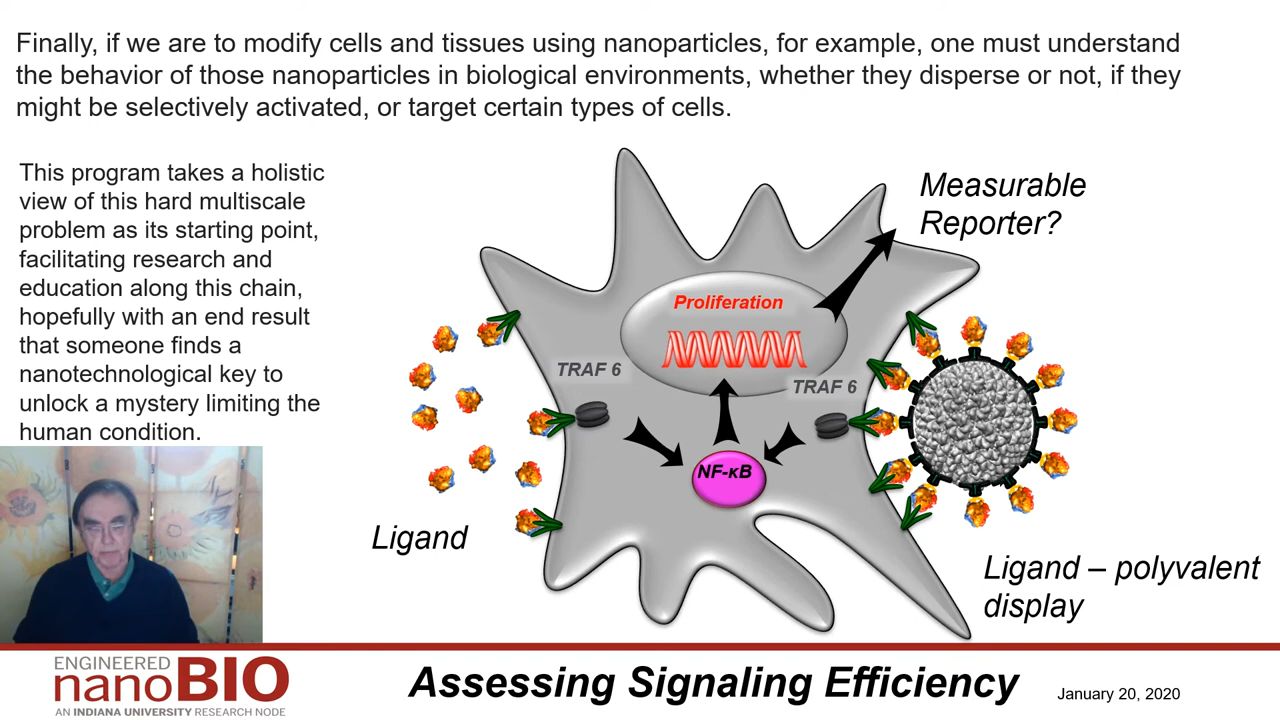 Finally, if we are to modify cells and tissues using nanoparticles, for example, one must understand
the behavior of those nanoparticles in biological environments, whether they disperse or not, if they
might be selectively activated, or target certain types of cells.
This program takes a holistic
view of this hard multiscale
problem as its starting point,
facilitating research and
education along this chain,
hopefully with an end result
that someone finds a
nanotechnological key to
unlock a mystery limiting the
human condition.
Measurable
Reporter?
Proliferation
TRAF 6
TRAF 6
NF-κB
Ligand
Ligand – polyvalent
display
ENGINEERED
nanoBIO
AN INDIANA UNIVERSITY RESEARCH NODE
Assessing Signaling Efficiency
January 20, 2020